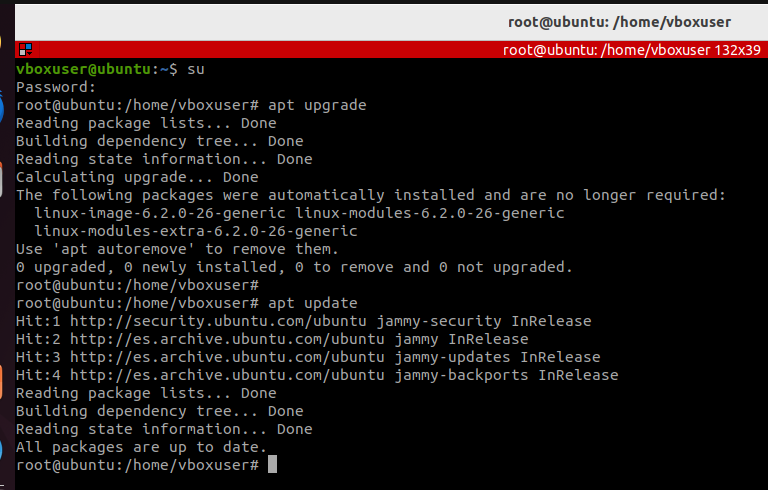 root@ubuntu: /home/vboxuser
root@ubuntu: /home/vboxuser 132x39
vboxuser@ubuntu:~$ su
Password:
root@ubuntu:/home/vboxuser# apt upgrade
Reading package lists... Done
Building dependency tree... Done
Reading state information... Done
Calculating upgrade... Done
The following packages were automatically installed and are no longer required:
  linux-image-6.2.0-26-generic linux-modules-6.2.0-26-generic
  linux-modules-extra-6.2.0-26-generic
Use 'apt autoremove' to remove them.
0 upgraded, 0 newly installed, 0 to remove and 0 not upgraded.
root@ubuntu:/home/vboxuser#
root@ubuntu:/home/vboxuser# apt update
Hit:1 http://security.ubuntu.com/ubuntu jammy-security InRelease
Hit:2 http://es.archive.ubuntu.com/ubuntu jammy InRelease
Hit:3 http://es.archive.ubuntu.com/ubuntu jammy-updates InRelease
Hit:4 http://es.archive.ubuntu.com/ubuntu jammy-backports InRelease
Reading package lists... Done
Building dependency tree... Done
Reading state information... Done
All packages are up to date.
root@ubuntu:/home/vboxuser#